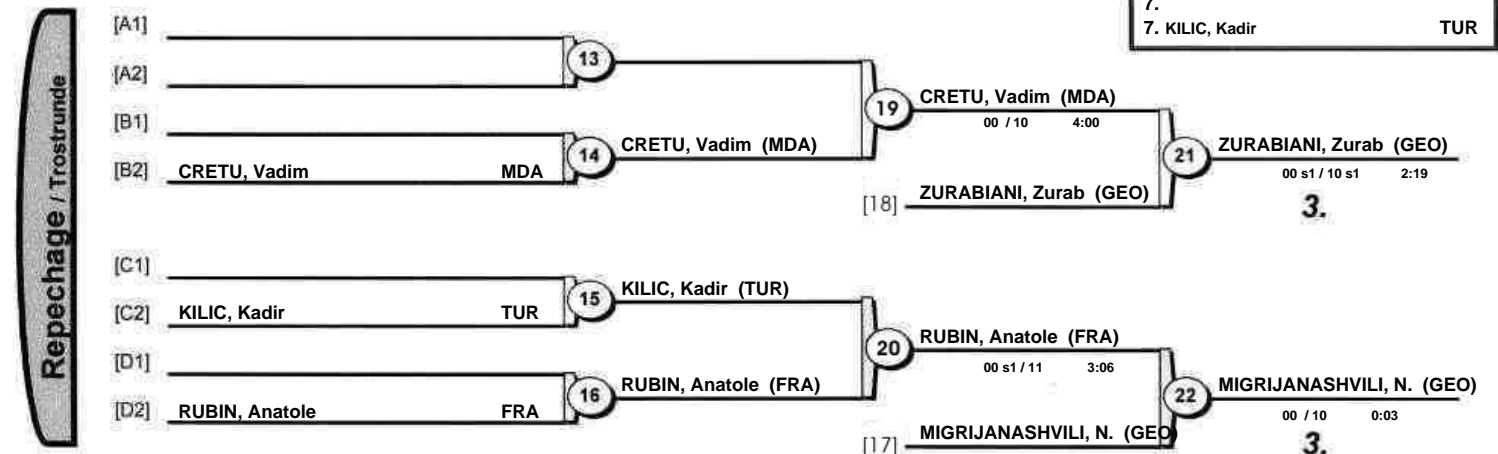 7.
7. KILIC, Kadir TUR
Repechage / Trostrunde
[A1]
13
[A2]
19
CRETU, Vadim (MDA)
00 / 10 4:00
[B1]
14
CRETU, Vadim (MDA)
21
ZURABIANI, Zurab (GEO)
00 s1 / 10 s1 2:19
[B2] CRETU, Vadim MDA
[18] ZURABIANI, Zurab (GEO)
3.
[C1]
15
KILIC, Kadir (TUR)
[C2] KILIC, Kadir TUR
20
RUBIN, Anatole (FRA)
00 s1 / 11 3:06
[D1]
16
RUBIN, Anatole (FRA)
22
MIGRIJANASHVILI, N. (GEO)
00 / 10 0:03
[D2] RUBIN, Anatole FRA
[17] MIGRIJANASHVILI, N. (GEO)
3.